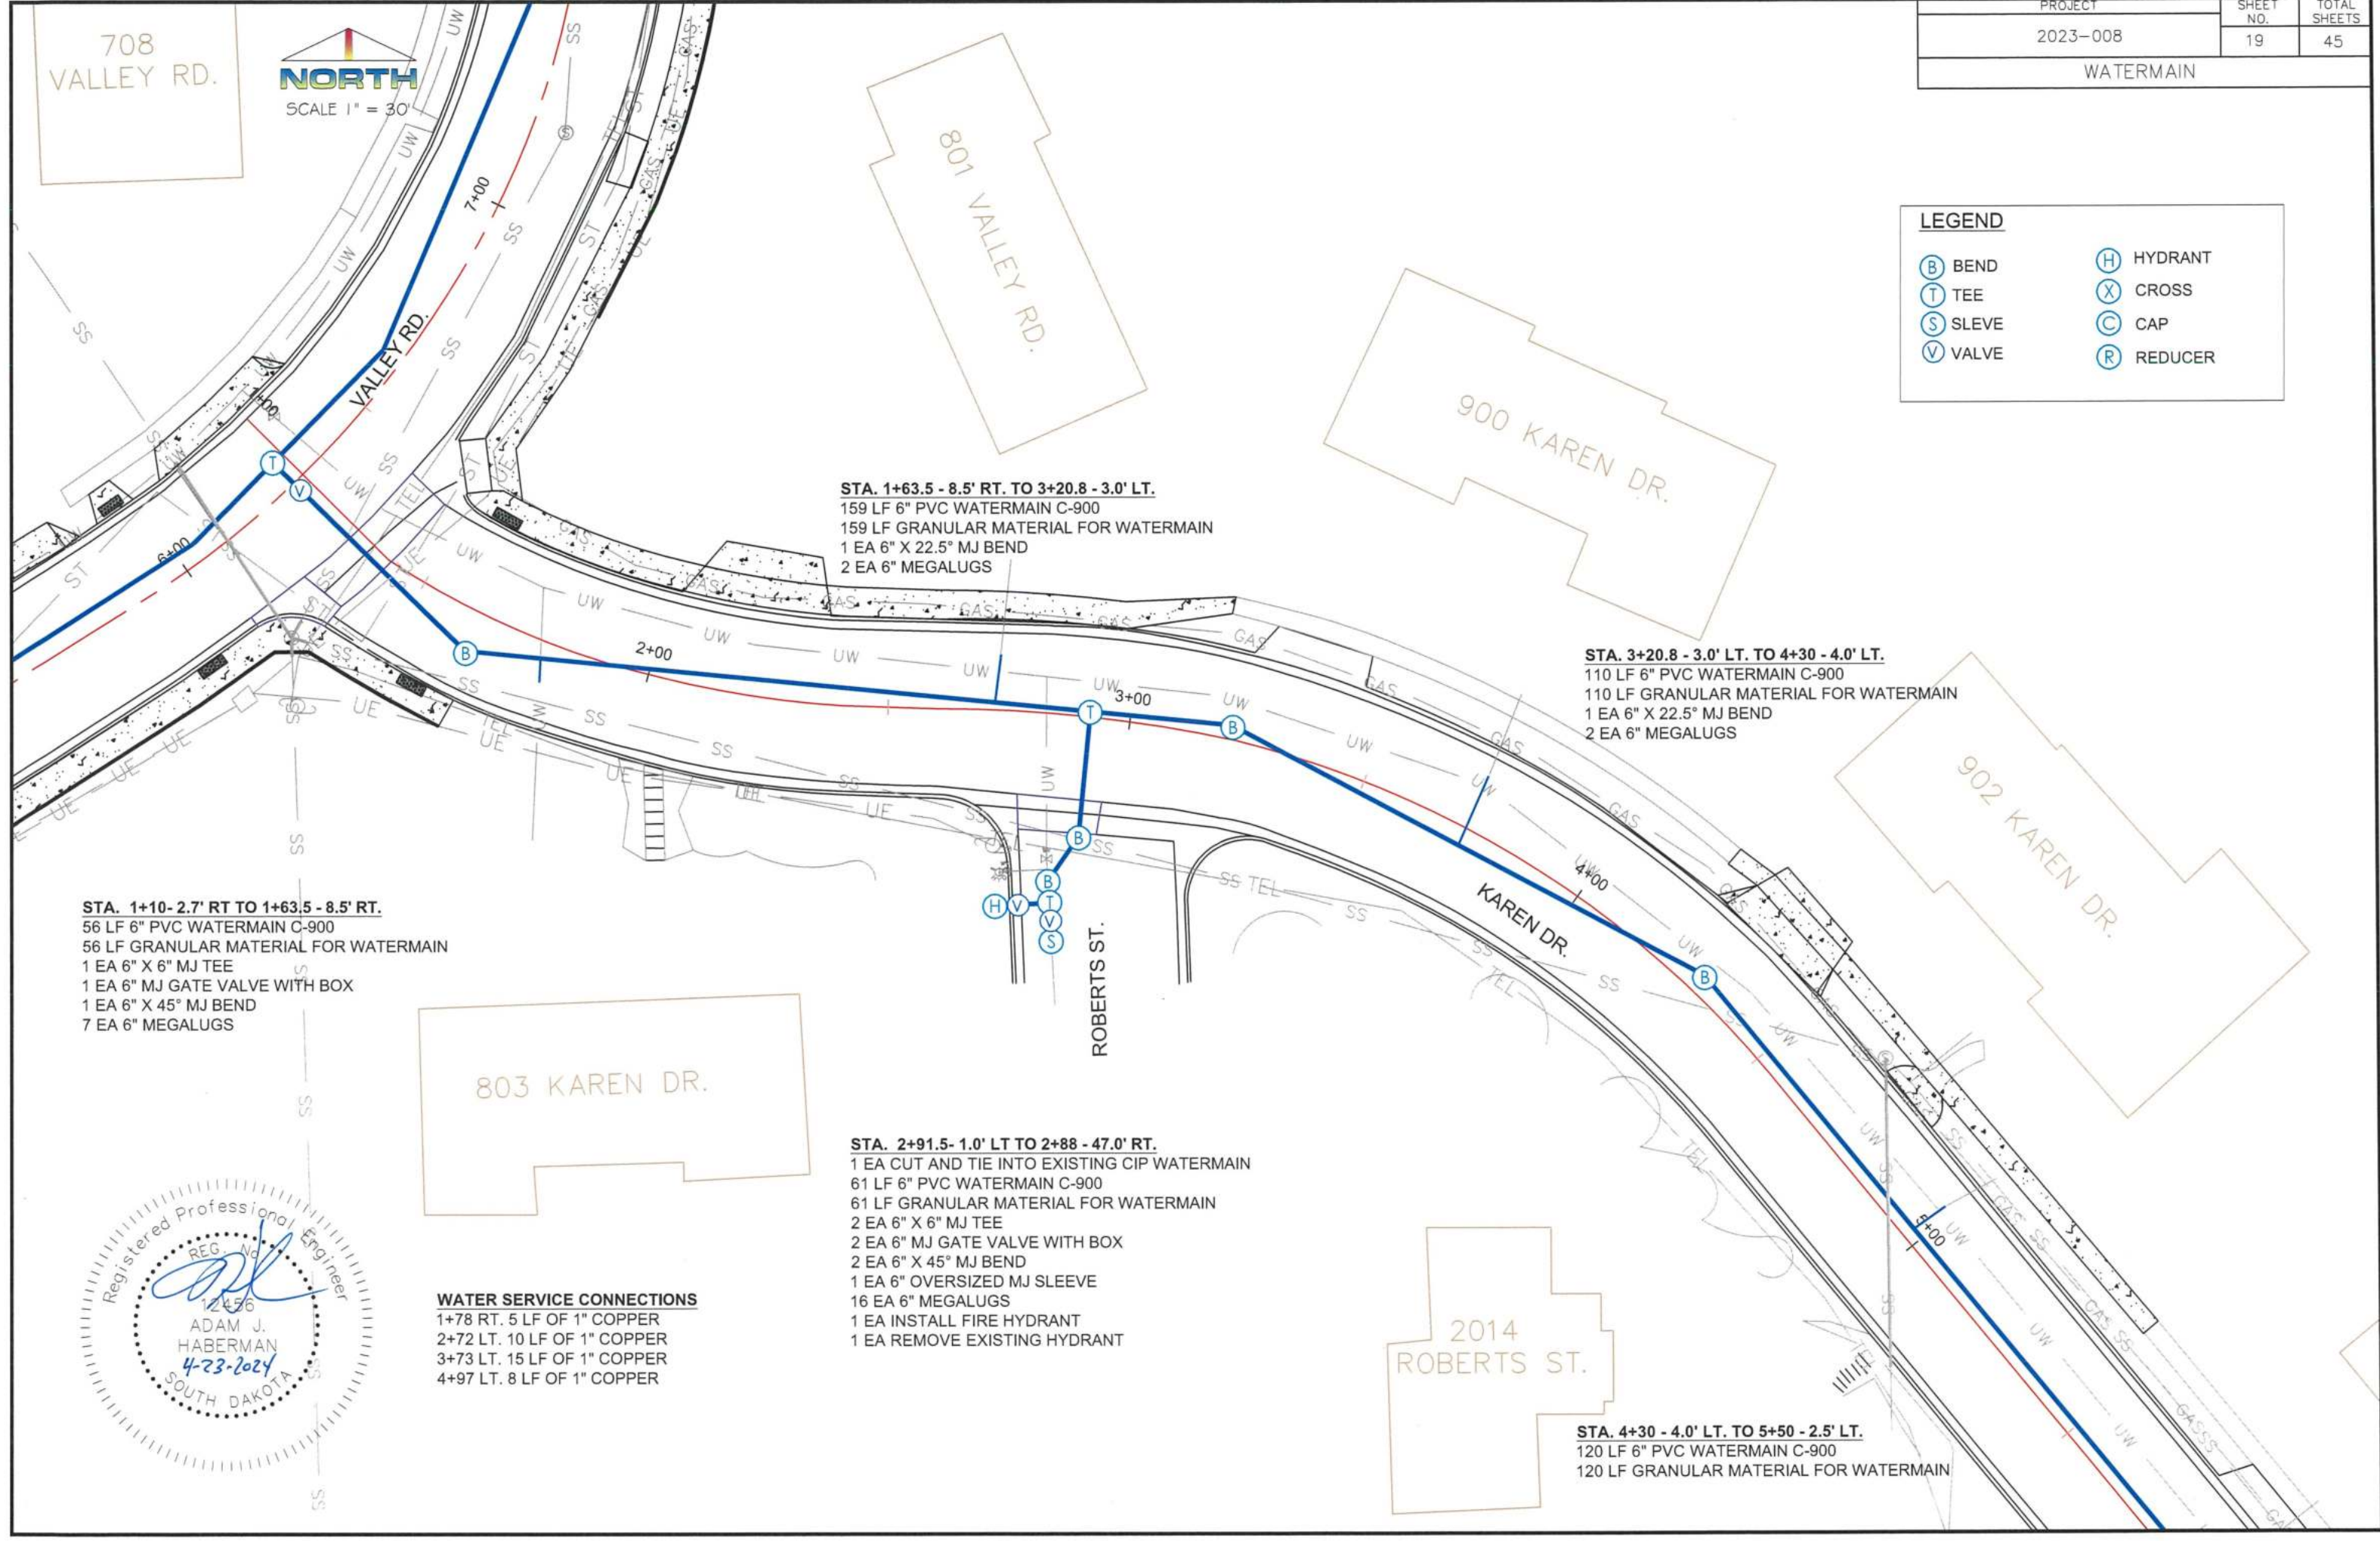 PROJECT
SHEET NO.
TOTAL SHEETS
2023-008
19
45
WATERMAIN
708
VALLEY RD.
NORTH
SCALE 1" = 30'
7+00
801 VALLEY RD.
900 KAREN DR.
902 KAREN DR.
LEGEND
B BEND
T TEE
S SLEVE
V VALVE
H HYDRANT
X CROSS
C CAP
R REDUCER
VALLEY RD.
6+00
2+00
3+00
4+00
5+00
KAREN DR.
ROBERTS ST.
STA. 1+63.5 - 8.5' RT. TO 3+20.8 - 3.0' LT.
159 LF 6" PVC WATERMAIN C-900
159 LF GRANULAR MATERIAL FOR WATERMAIN
1 EA 6" X 22.5° MJ BEND
2 EA 6" MEGALUGS
STA. 3+20.8 - 3.0' LT. TO 4+30 - 4.0' LT.
110 LF 6" PVC WATERMAIN C-900
110 LF GRANULAR MATERIAL FOR WATERMAIN
1 EA 6" X 22.5° MJ BEND
2 EA 6" MEGALUGS
STA. 1+10- 2.7' RT TO 1+63.5 - 8.5' RT.
56 LF 6" PVC WATERMAIN C-900
56 LF GRANULAR MATERIAL FOR WATERMAIN
1 EA 6" X 6" MJ TEE
1 EA 6" MJ GATE VALVE WITH BOX
1 EA 6" X 45° MJ BEND
7 EA 6" MEGALUGS
803 KAREN DR.
STA. 2+91.5- 1.0' LT TO 2+88 - 47.0' RT.
1 EA CUT AND TIE INTO EXISTING CIP WATERMAIN
61 LF 6" PVC WATERMAIN C-900
61 LF GRANULAR MATERIAL FOR WATERMAIN
2 EA 6" X 6" MJ TEE
2 EA 6" MJ GATE VALVE WITH BOX
2 EA 6" X 45° MJ BEND
1 EA 6" OVERSIZED MJ SLEEVE
16 EA 6" MEGALUGS
1 EA INSTALL FIRE HYDRANT
1 EA REMOVE EXISTING HYDRANT
Registered Professional Engineer
REG. No.
12456
ADAM J.
HABERMAN
4-23-2024
SOUTH DAKOTA
WATER SERVICE CONNECTIONS
1+78 RT. 5 LF OF 1" COPPER
2+72 LT. 10 LF OF 1" COPPER
3+73 LT. 15 LF OF 1" COPPER
4+97 LT. 8 LF OF 1" COPPER
2014
ROBERTS ST.
STA. 4+30 - 4.0' LT. TO 5+50 - 2.5' LT.
120 LF 6" PVC WATERMAIN C-900
120 LF GRANULAR MATERIAL FOR WATERMAIN